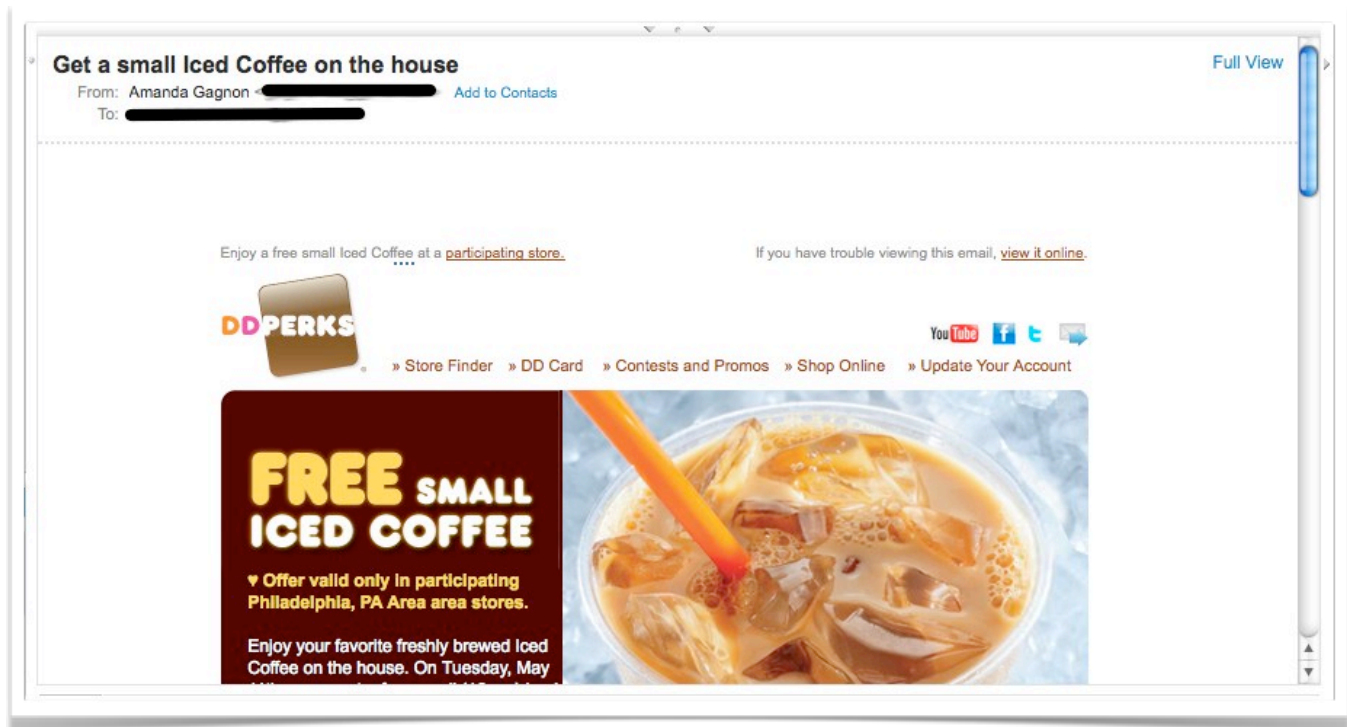 Get a small Iced Coffee on the house
Full View
From: Amanda Gagnon <
Add to Contacts
To:
Enjoy a free small Iced Coffee at a participating store.
If you have trouble viewing this email, view it online.
DDPERKS
You Tube f t
» Store Finder » DD Card » Contests and Promos » Shop Online » Update Your Account
FREE SMALL
ICED COFFEE
♥ Offer valid only in participating
Philadelphia, PA Area area stores.
Enjoy your favorite freshly brewed Iced
Coffee on the house. On Tuesday, May